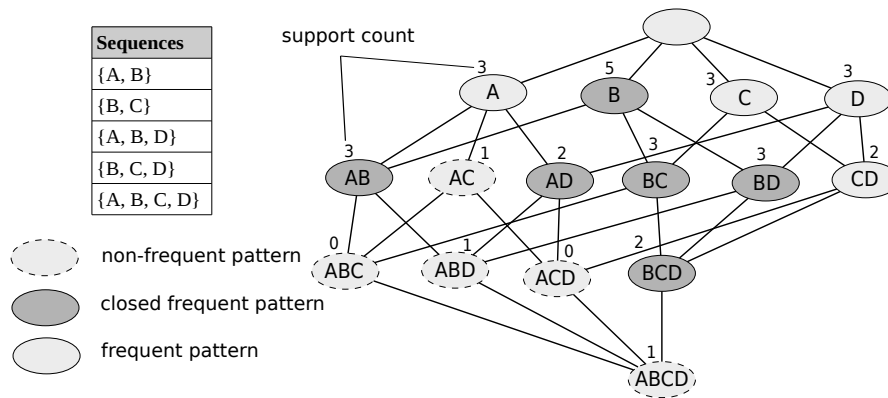 Sequences
{A, B}
{B, C}
{A, B, D}
{B, C, D}
{A, B, C, D}
support count
3 A
5 B
3 C
3 D
3 AB
1 AC
2 AD
3 BC
3 BD
2 CD
0 ABC
1 ABD
0 ACD
2 BCD
1 ABCD
non-frequent pattern
closed frequent pattern
frequent pattern